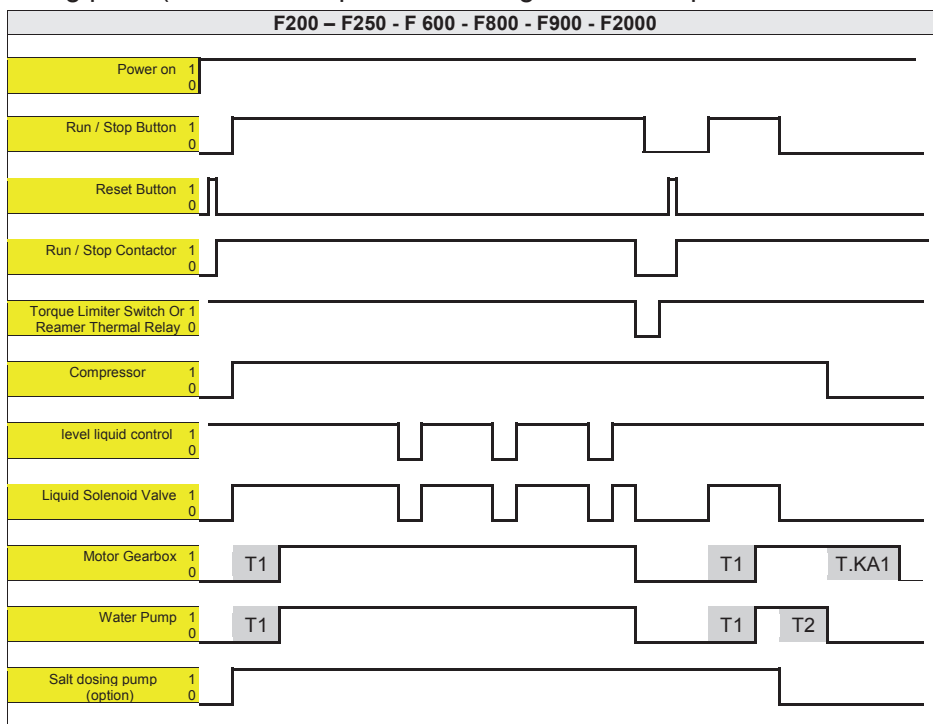 F200 – F250 - F 600 - F800 - F900 - F2000
Power on 1
0
Run / Stop Button 1
0
Reset Button 1
0
Run / Stop Contactor 1
0
Torque Limiter Switch Or 1
Reamer Thermal Relay 0
Compressor 1
0
level liquid control 1
0
Liquid Solenoid Valve 1
0
Motor Gearbox 1 T1 T1 T.KA1
0
Water Pump 1 T1 T1 T2
0
Salt dosing pump 1
(option) 0